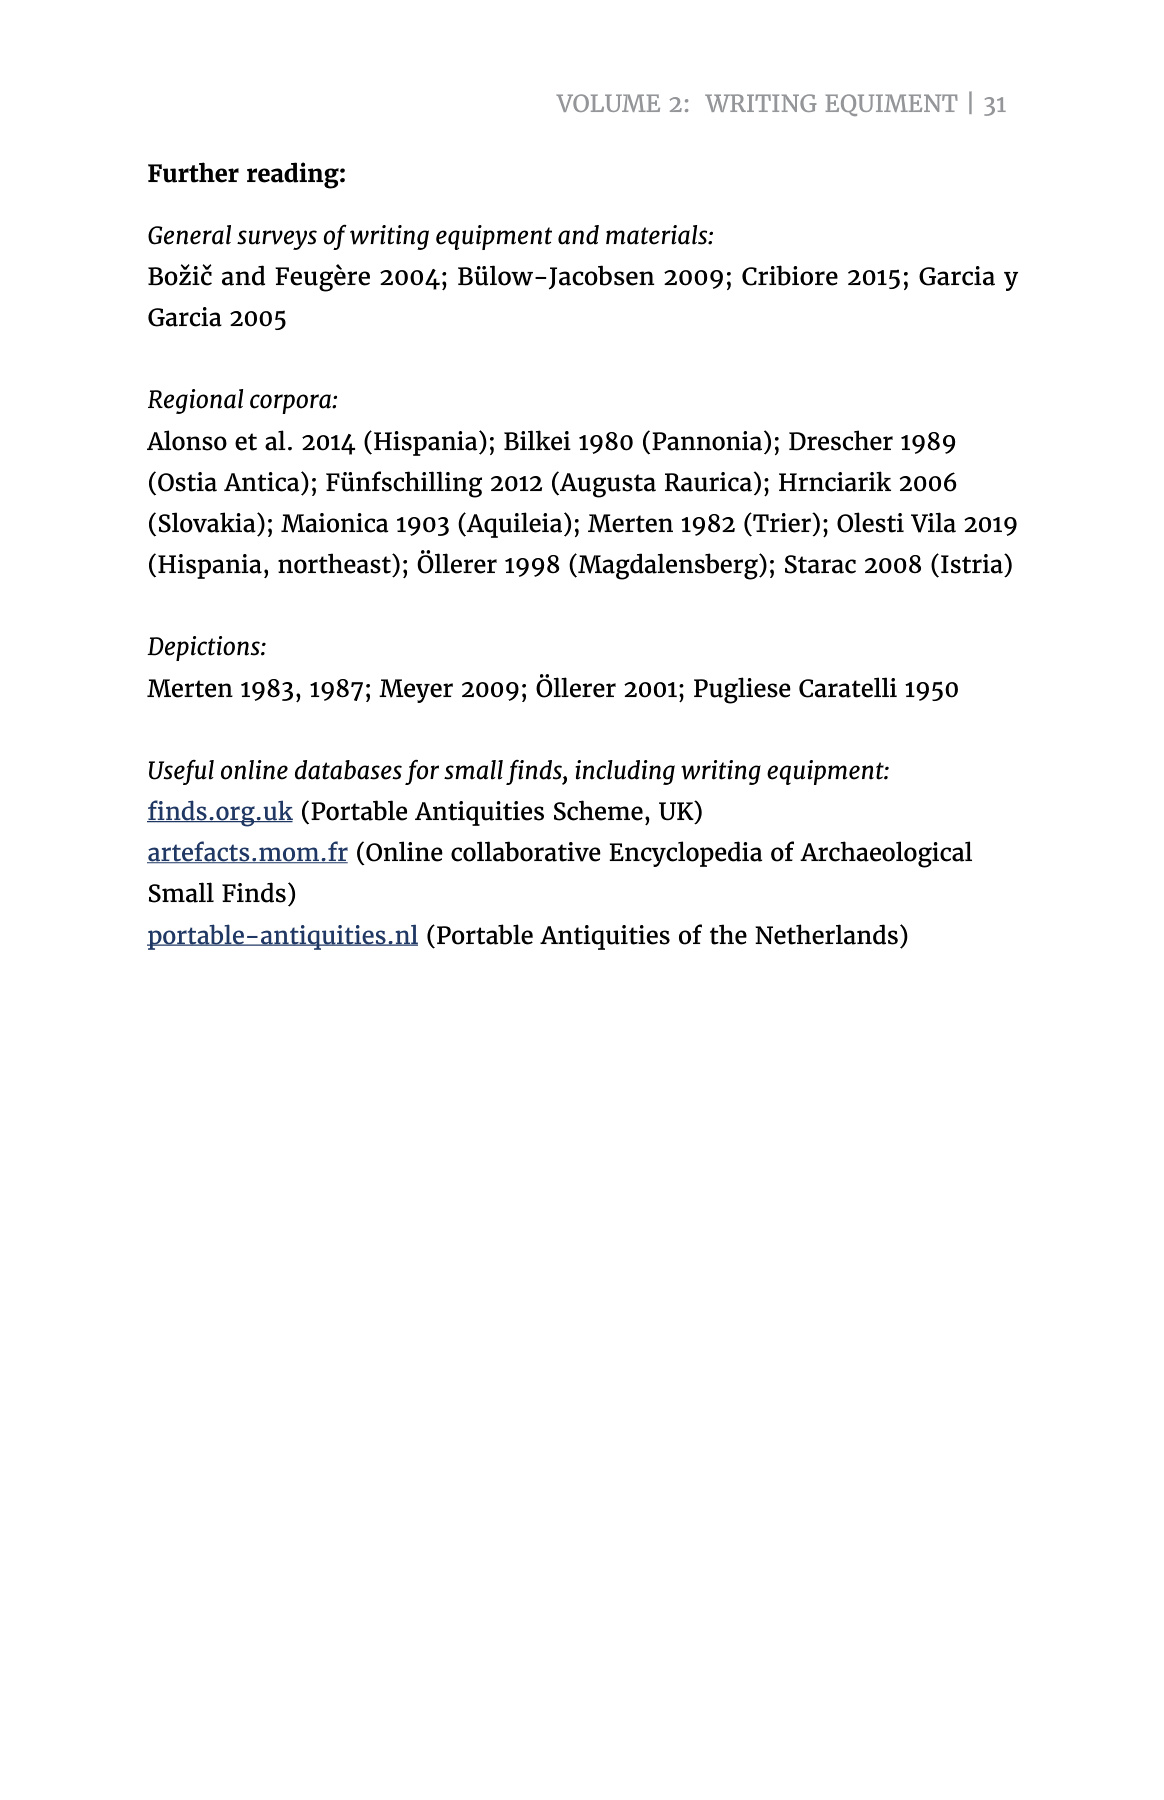 VOLUME 2:  WRITING EQUIMENT | 31
Further reading:
General surveys of writing equipment and materials:
Božič and Feugère 2004; Bülow-Jacobsen 2009; Cribiore 2015; Garcia y
Garcia 2005
Regional corpora:
Alonso et al. 2014 (Hispania); Bilkei 1980 (Pannonia); Drescher 1989
(Ostia Antica); Fünfschilling 2012 (Augusta Raurica); Hrnciarik 2006
(Slovakia); Maionica 1903 (Aquileia); Merten 1982 (Trier); Olesti Vila 2019
(Hispania, northeast); Öllerer 1998 (Magdalensberg); Starac 2008 (Istria)
Depictions:
Merten 1983, 1987; Meyer 2009; Öllerer 2001; Pugliese Caratelli 1950
Useful online databases for small finds, including writing equipment:
finds.org.uk (Portable Antiquities Scheme, UK)
artefacts.mom.fr (Online collaborative Encyclopedia of Archaeological
Small Finds)
portable-antiquities.nl (Portable Antiquities of the Netherlands)